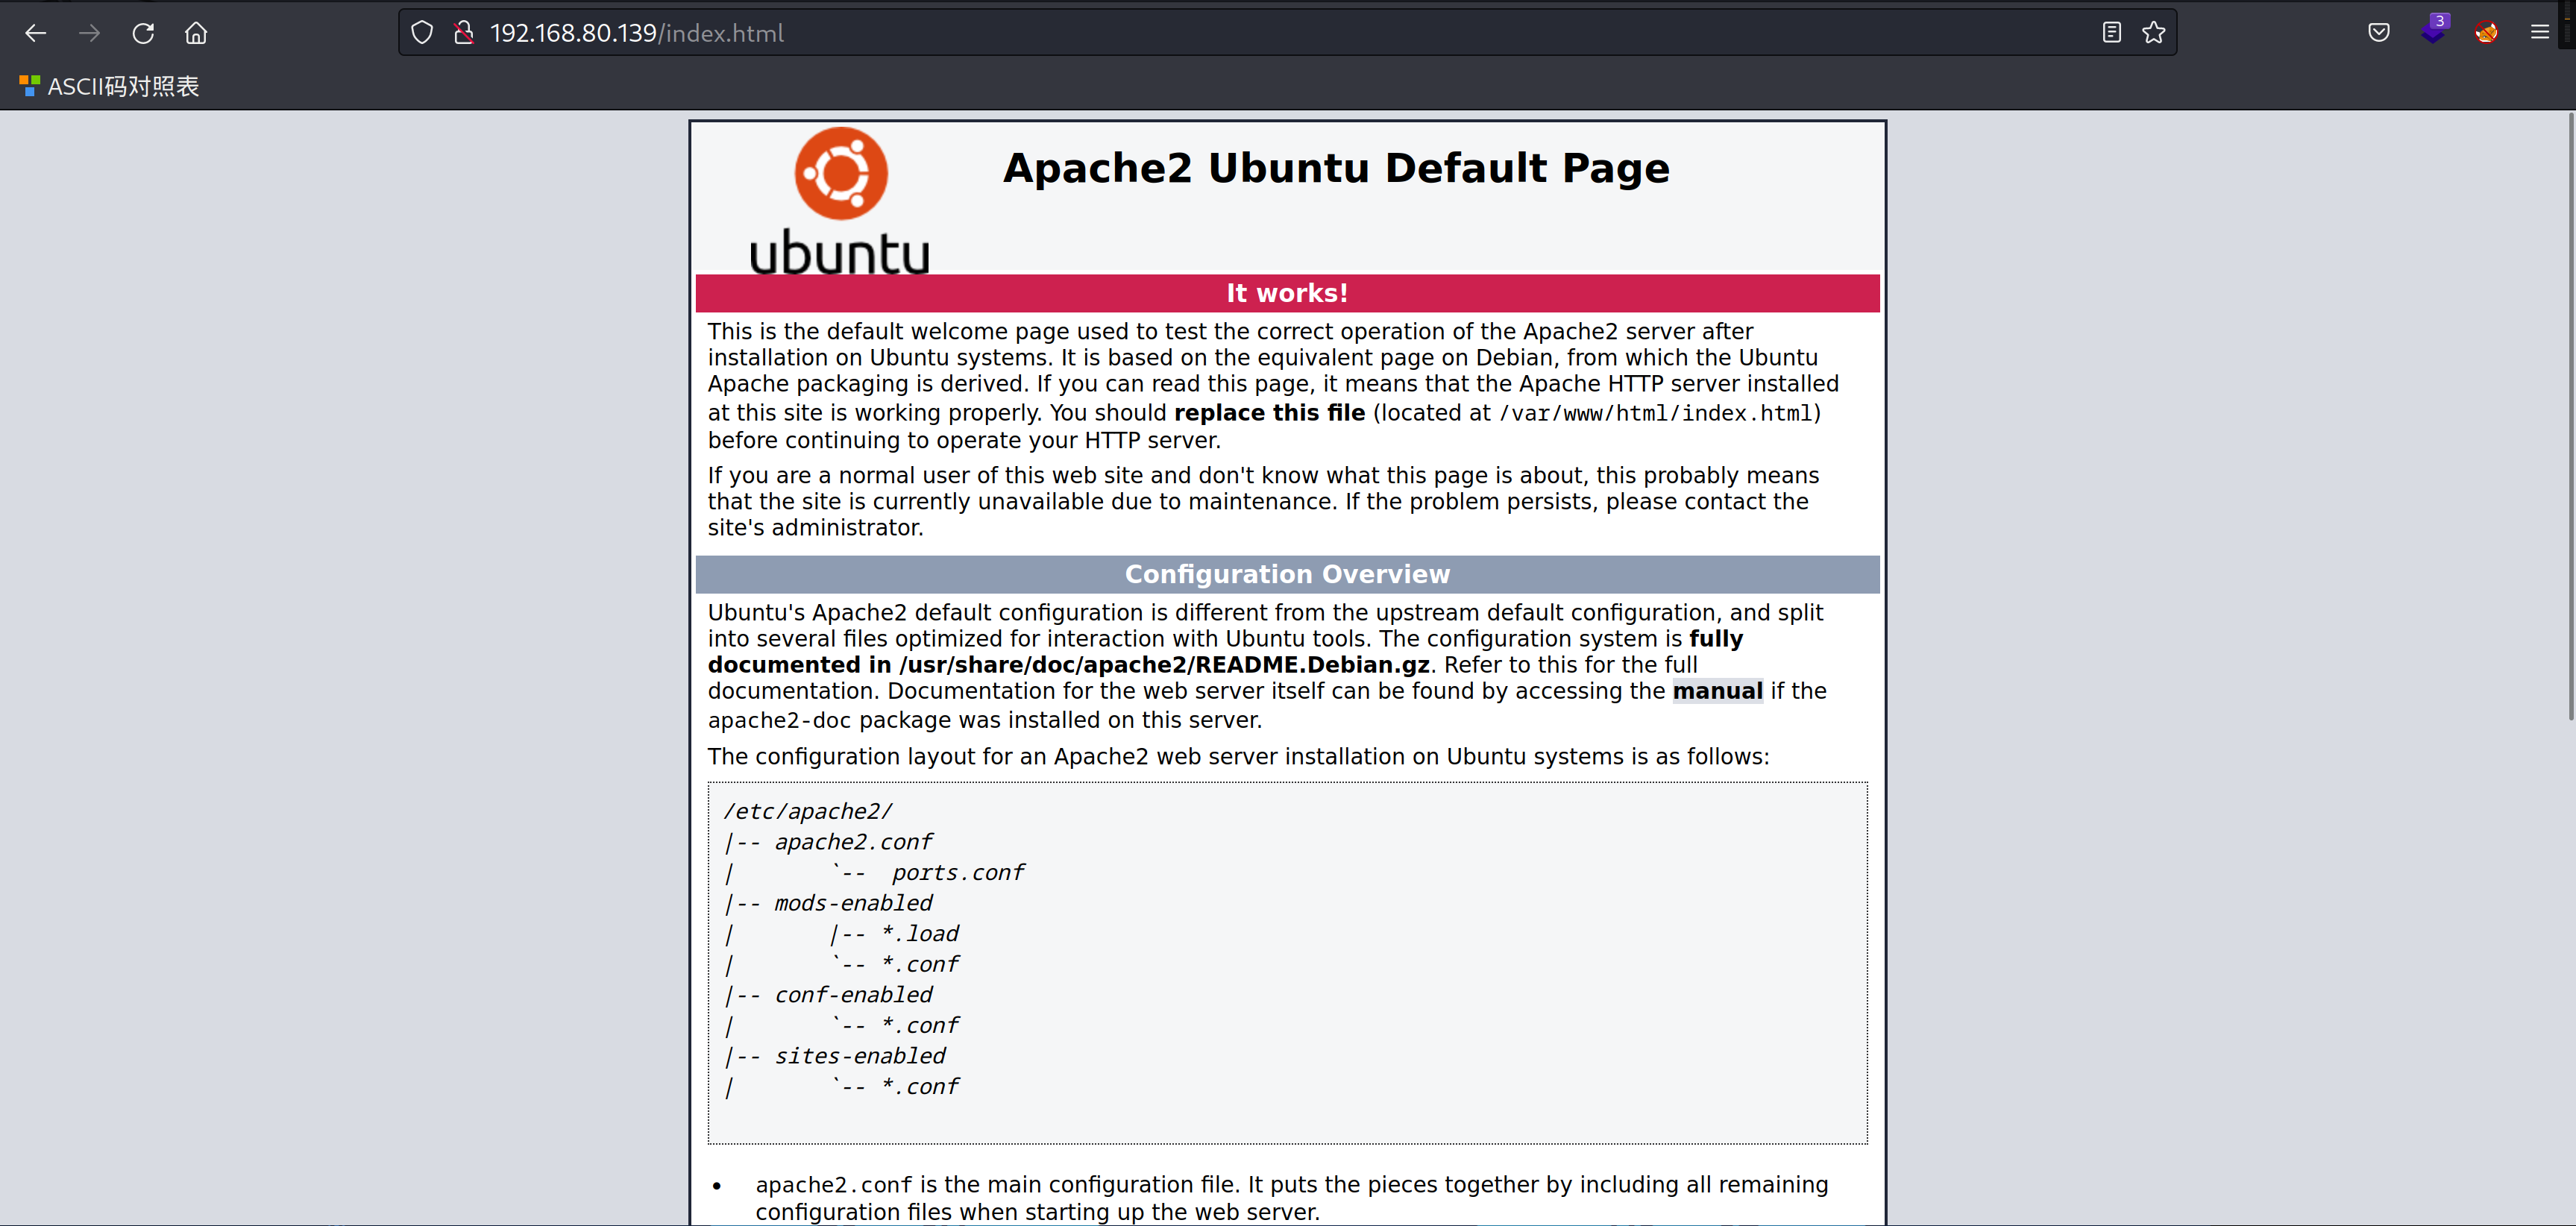 192.168.80.139/index.html
3
ASCII码对照表
ubuntu
Apache2 Ubuntu Default Page
It works!
This is the default welcome page used to test the correct operation of the Apache2 server after
installation on Ubuntu systems. It is based on the equivalent page on Debian, from which the Ubuntu
Apache packaging is derived. If you can read this page, it means that the Apache HTTP server installed
at this site is working properly. You should replace this file (located at /var/www/html/index.html)
before continuing to operate your HTTP server.
If you are a normal user of this web site and don't know what this page is about, this probably means
that the site is currently unavailable due to maintenance. If the problem persists, please contact the
site's administrator.
Configuration Overview
Ubuntu's Apache2 default configuration is different from the upstream default configuration, and split
into several files optimized for interaction with Ubuntu tools. The configuration system is fully
documented in /usr/share/doc/apache2/README.Debian.gz. Refer to this for the full
documentation. Documentation for the web server itself can be found by accessing the manual if the
apache2-doc package was installed on this server.
The configuration layout for an Apache2 web server installation on Ubuntu systems is as follows:
/etc/apache2/
|-- apache2.conf
|       `--  ports.conf
|-- mods-enabled
|       |-- *.load
|       `-- *.conf
|-- conf-enabled
|       `-- *.conf
|-- sites-enabled
|       `-- *.conf
• apache2.conf is the main configuration file. It puts the pieces together by including all remaining
configuration files when starting up the web server.